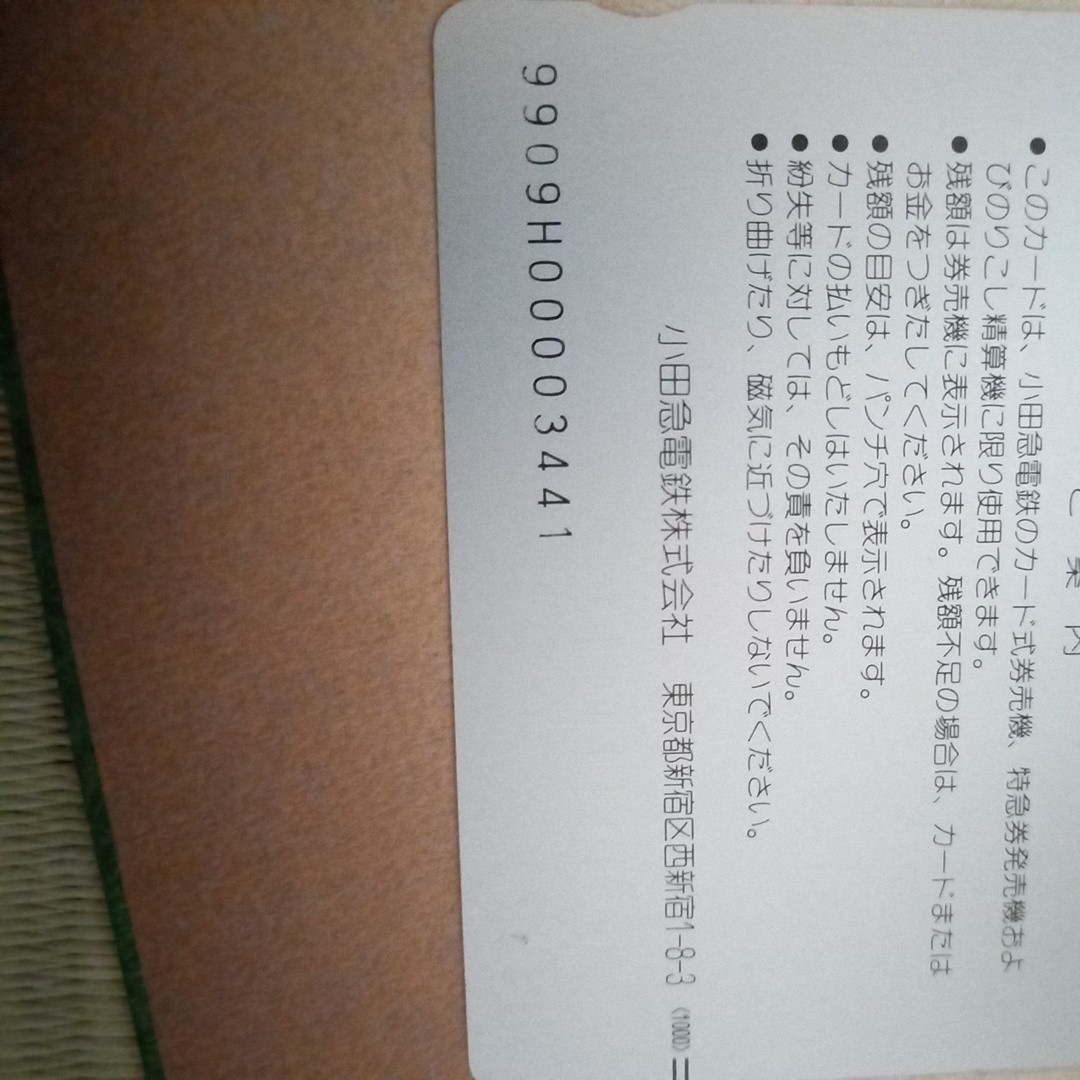 ご案内
●このカードは、小田急電鉄のカード式券売機、特急券発売機およ
びのりこし精算機に限り使用できます。
●残額は券売機に表示されます。残額不足の場合は、カードまたは
お金をつぎたしてください。
●残額の目安は、パンチ穴で表示されます。
●カードの払いもどしはいたしません。
●紛失等に対しては、その責を負いません。
●折り曲げたり、磁気に近づけたりしないでください。
小田急電鉄株式会社 東京都新宿区西新宿1-8-3 〈1000〉
9909H00003441